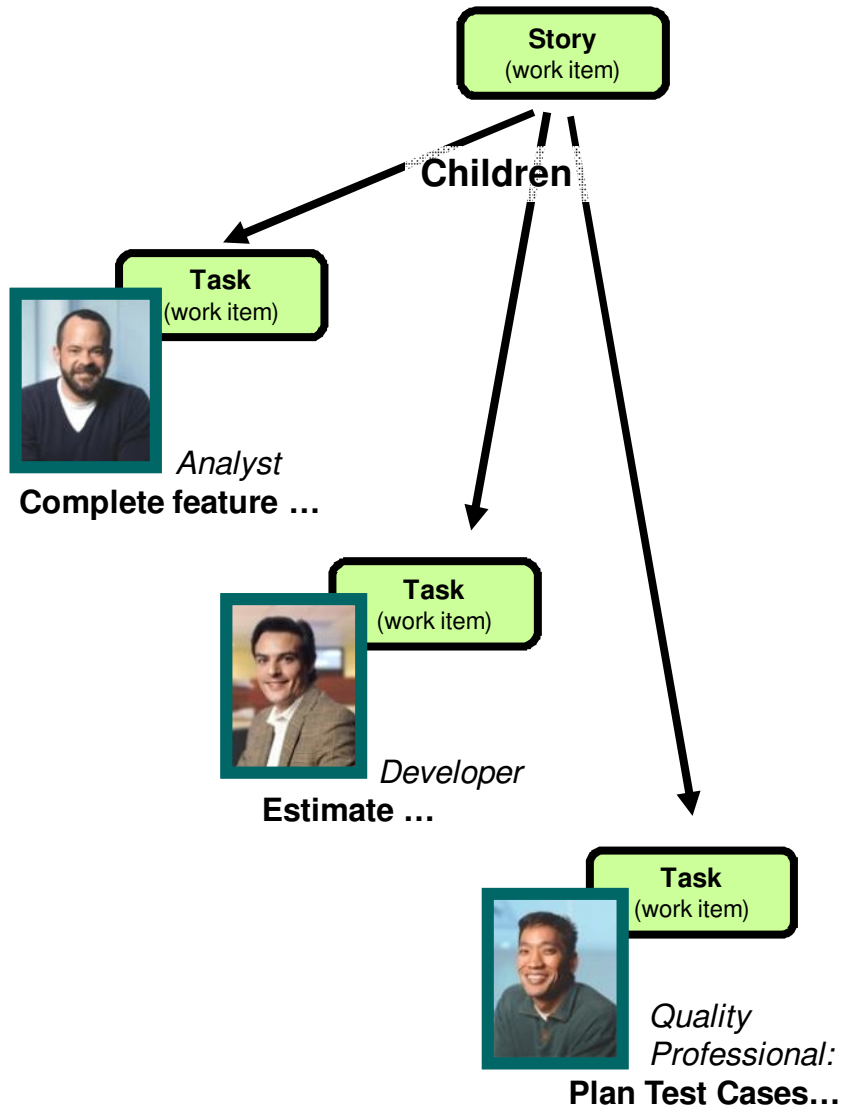 Story
(work item)
Children
Task
(work item)
Analyst
Complete feature …
Task
(work item)
Developer
Estimate …
Task
(work item)
Quality
Professional:
Plan Test Cases…